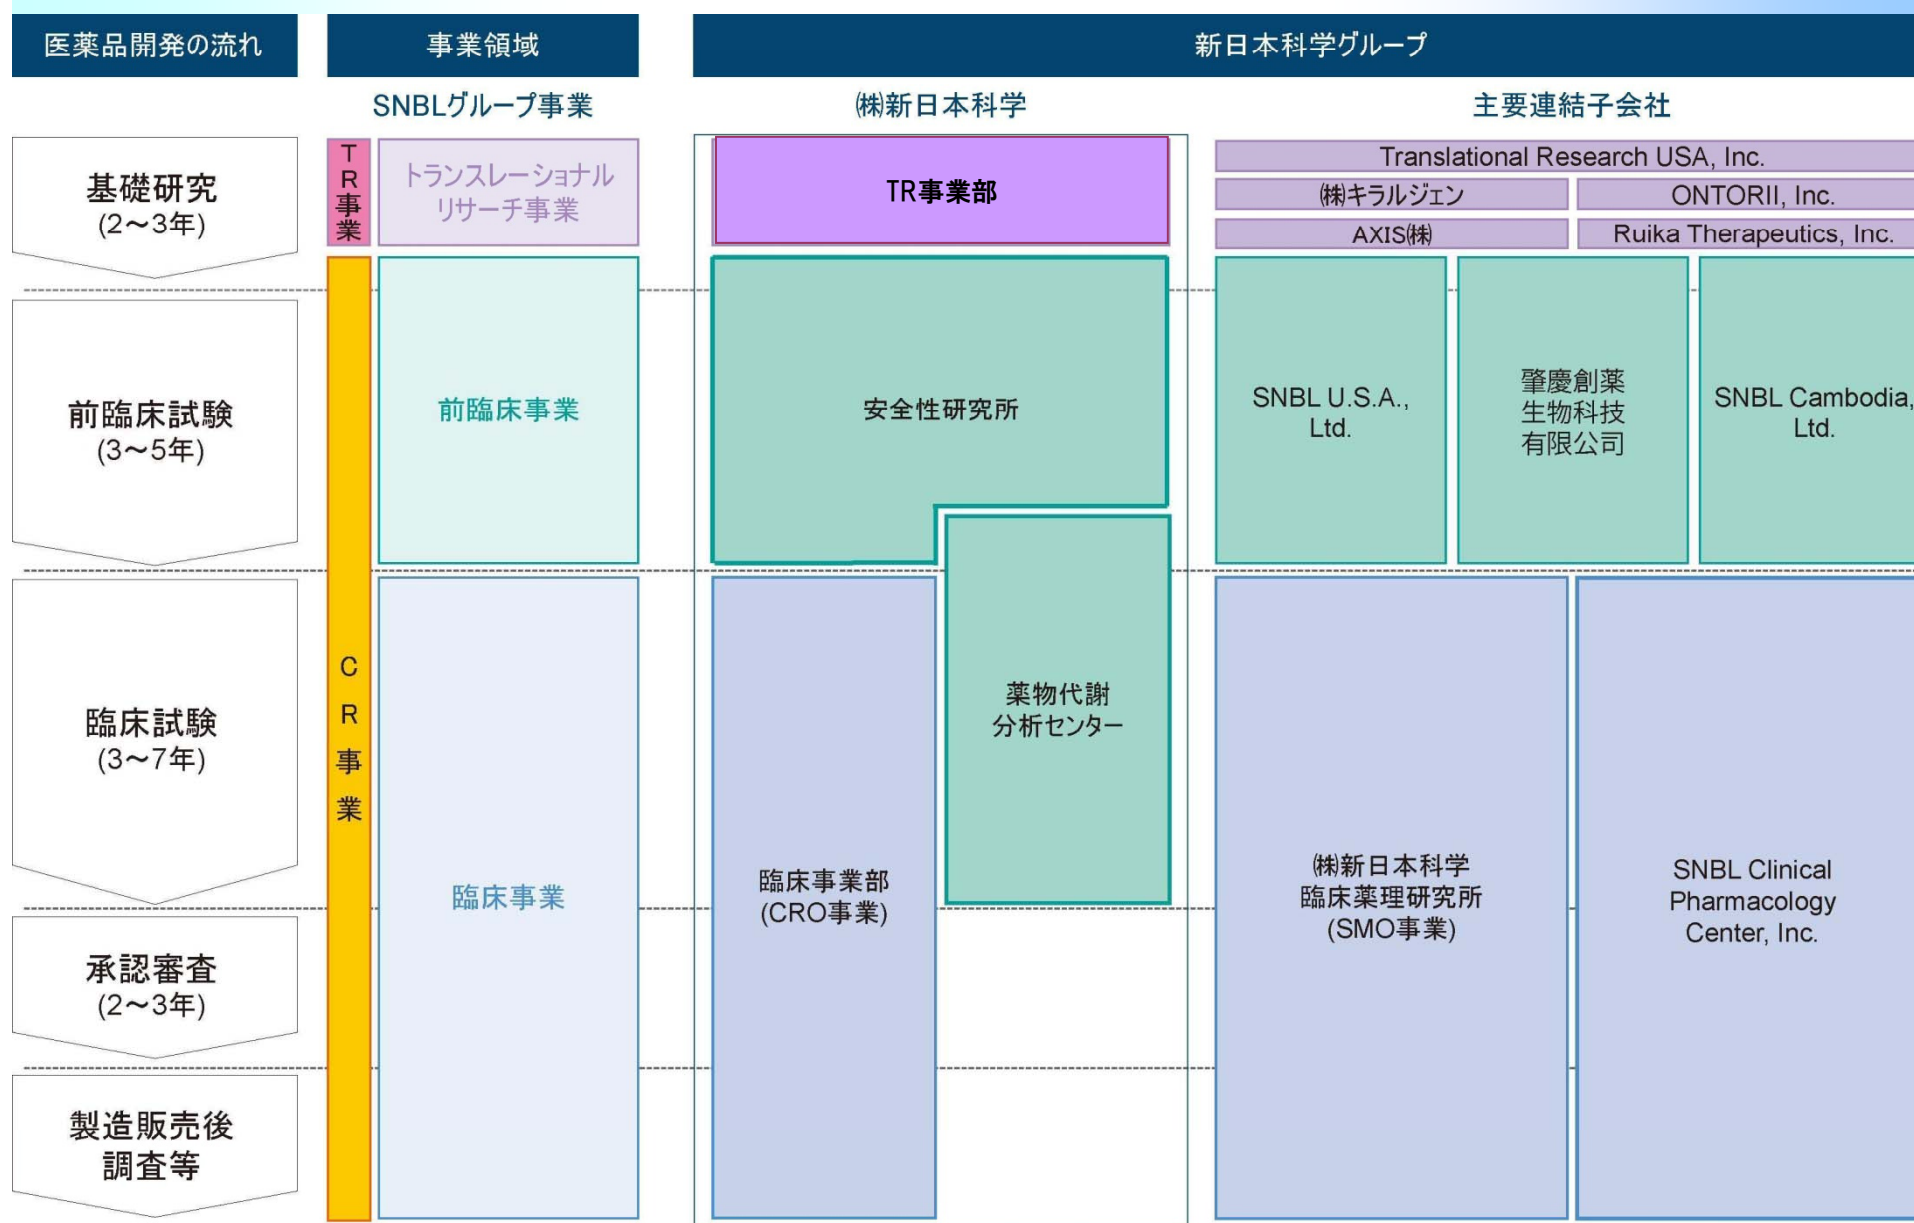 医薬品開発の流れ
事業領域
新日本科学グループ
SNBLグループ事業
㈱新日本科学
主要連結子会社
基礎研究
(2～3年)
TR事業
トランスレーショナル
リサーチ事業
TR事業部
Translational Research USA, Inc.
㈱キラルジェン
ONTORII, Inc.
AXIS㈱
Ruika Therapeutics, Inc.
前臨床試験
(3～5年)
前臨床事業
安全性研究所
SNBL U.S.A.,
Ltd.
肇慶創薬
生物科技
有限公司
SNBL Cambodia,
Ltd.
臨床試験
(3～7年)
CR事業
薬物代謝
分析センター
臨床事業
臨床事業部
(CRO事業)
㈱新日本科学
臨床薬理研究所
(SMO事業)
SNBL Clinical
Pharmacology
Center, Inc.
承認審査
(2～3年)
製造販売後
調査等